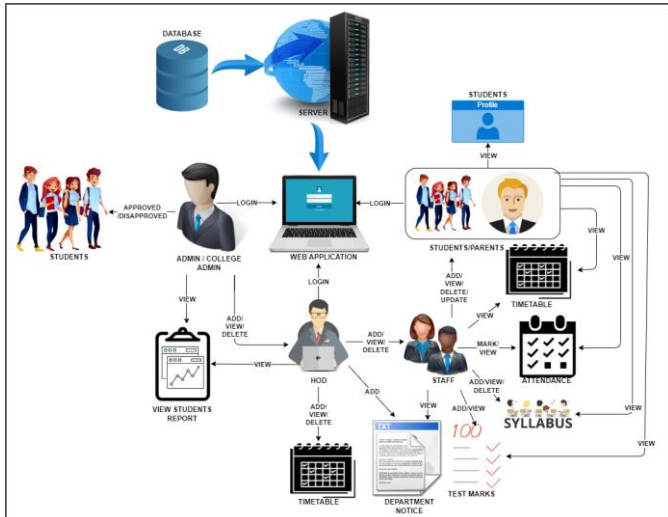 DATABASE
DB
SERVER
STUDENTS
Profile
VIEW
APPROVED
/DISAPPROVED
LOGIN
LOGIN
STUDENTS
ADMIN / COLLEGE
ADMIN
WEB APPLICATION
STUDENTS/PARENTS
VIEW
VIEW
VIEW
LOGIN
ADD/
VIEW/
DELETE/
UPDATE
TIMETABLE
VIEW
ADD/
VIEW/
DELETE
VIEW
ADD/
VIEW/
DELETE
MARK/
VIEW
VIEW STUDENTS
REPORT
VIEW
HOD
STAFF
ATTENDANCE
ADD
ADD/VIEW/
DELETE
ADD/
VIEW/
DELETE
VIEW
ADD/VIEW
SYLLABUS
VIEW
TXT
100
VIEW
TIMETABLE
DEPARTMENT
NOTICE
TEST MARKS